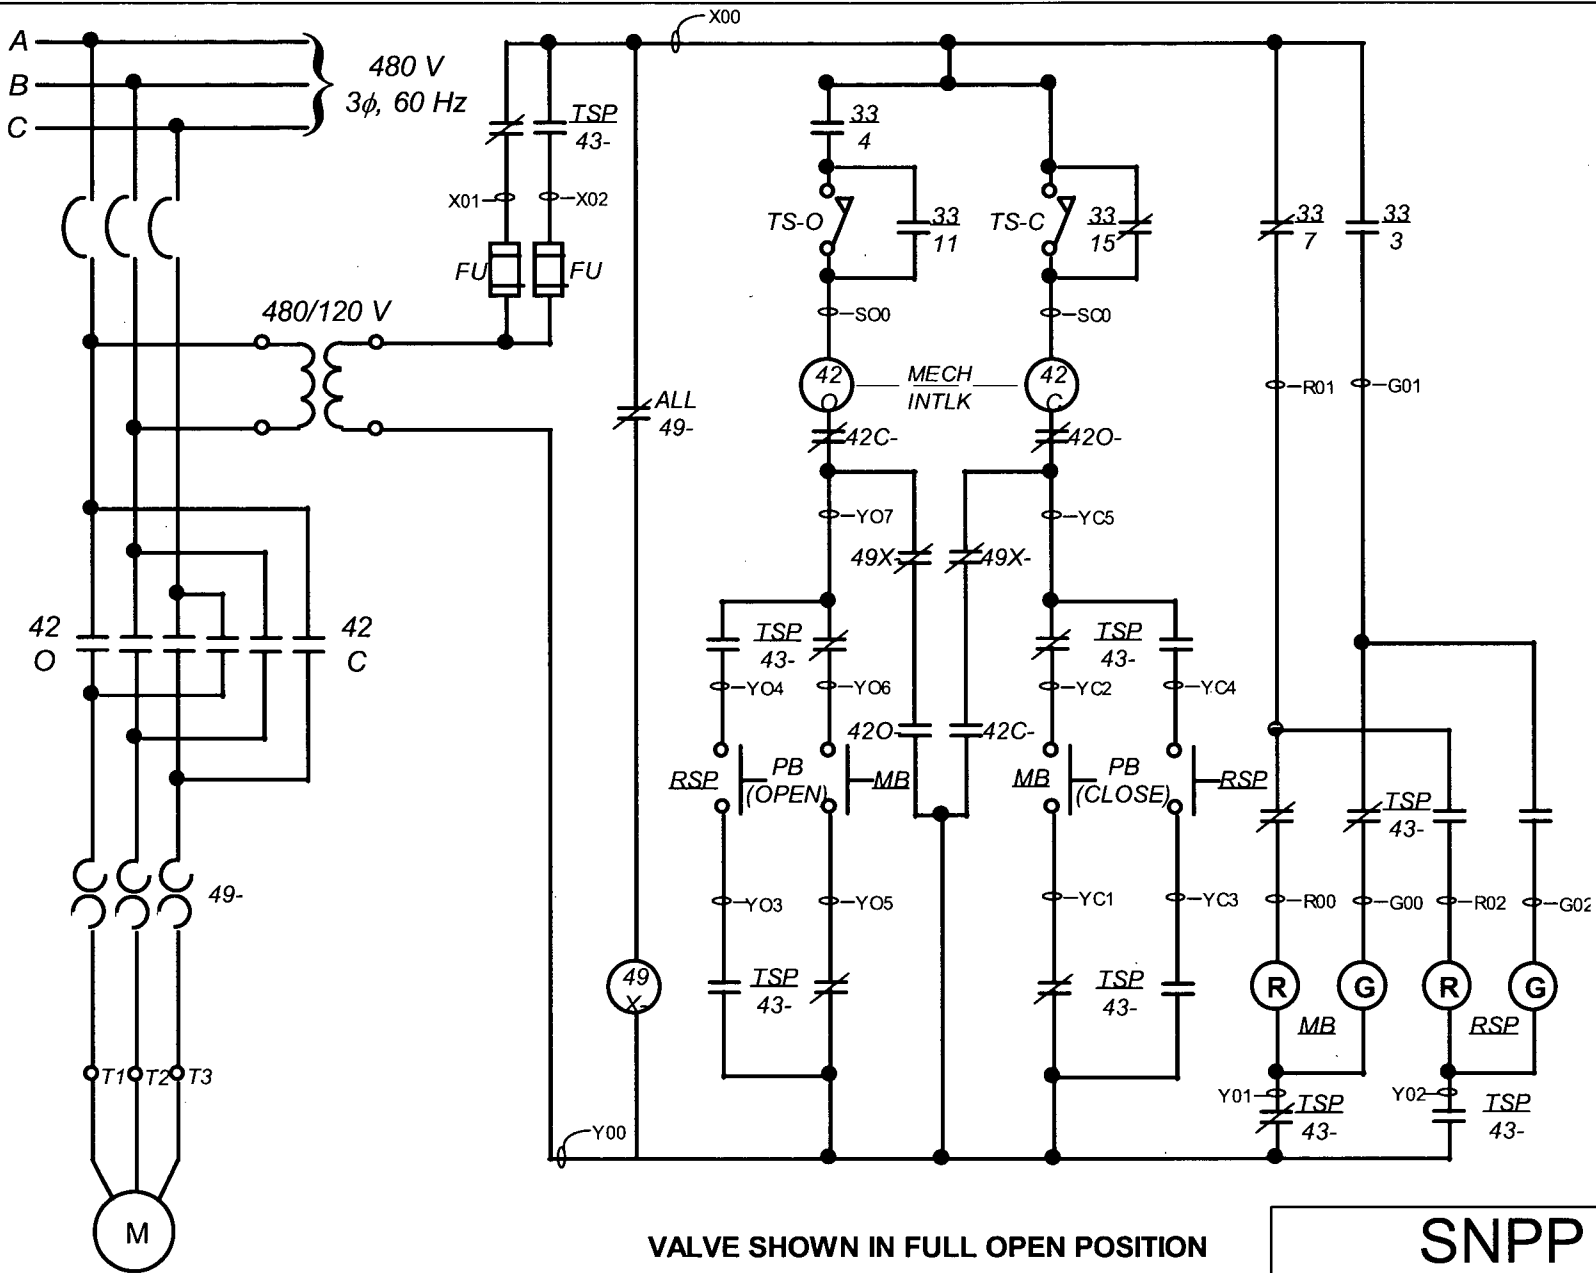 X00
A
B
C
480 V
3ϕ, 60 Hz
TSP
43-
33
4
X01
X02
TS-O
33
11
TS-C
33
15
33
7
33
3
FU
FU
480/120 V
SO0
SC0
42
O
MECH
INTLK
42
C
R01
G01
ALL
49-
42C-
42O-
YO7
YC5
49X-
49X-
42
O
42
C
TSP
43-
TSP
43-
YO4
YO6
YC2
YC4
42O-
42C-
RSP
PB
(OPEN)
MB
MB
PB
(CLOSE)
RSP
TSP
43-
49-
YO3
YO5
YC1
YC3
R00
G00
R02
G02
49
X-
TSP
43-
TSP
43-
R
G
R
G
MB
RSP
T1
T2
T3
Y01
TSP
43-
Y02
TSP
43-
Y00
M
VALVE SHOWN IN FULL OPEN POSITION
SNPP